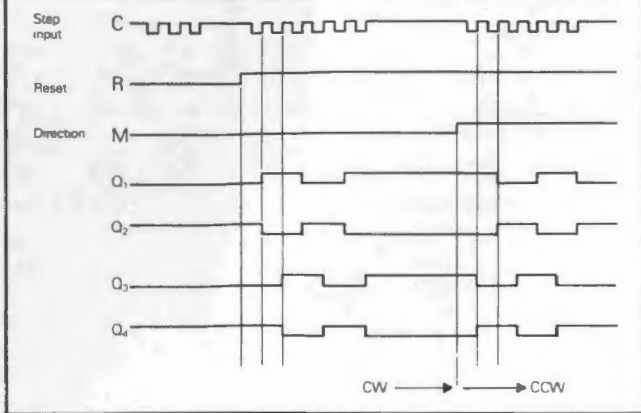 Step input C
Reset R
Direction M
Q₁
Q₂
Q₃
Q₄
CW CCW